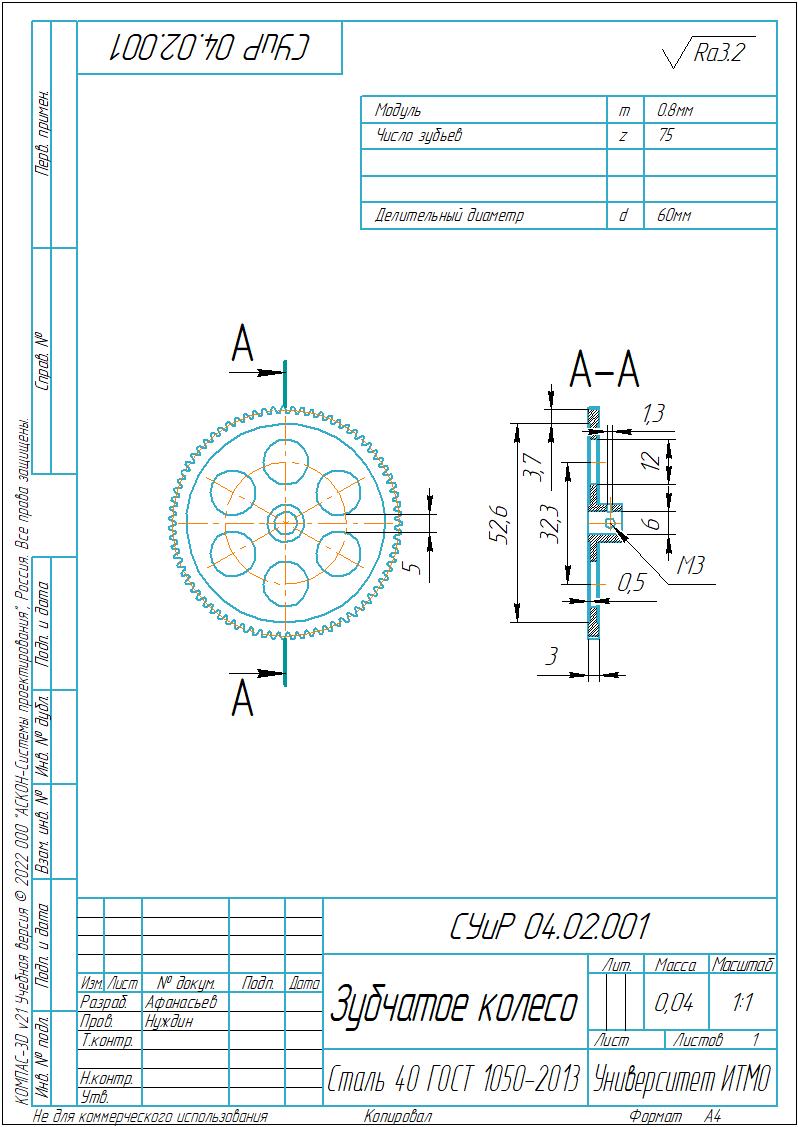 СУиР 04.02.001
Ra3.2
Модуль m 0.8мм
Число зубьев z 75
Делительный диаметр d 60мм
Перв. примен.
Справ. №
Подп. и дата
Инв. № дубл.
Взам. инв. №
Подп. и дата
Инв. № подл.
КОМПАС-3D v21 Учебная версия © 2022 ООО "АСКОН-Системы проектирования", Россия. Все права защищены.
А
А
5
А-А
1,3
3,7
12
52,6
32,3
6
М3
0,5
3
СУиР 04.02.001
Изм. Лист № докум. Подп. Дата
Разраб. Афанасьев
Пров. Нуждин
Т.контр.
Н.контр.
Утв.
Зубчатое колесо
Лит. Масса Масштаб
0,04 1:1
Лист Листов 1
Сталь 40 ГОСТ 1050-2013
Университет ИТМО
Не для коммерческого использования Копировал Формат А4